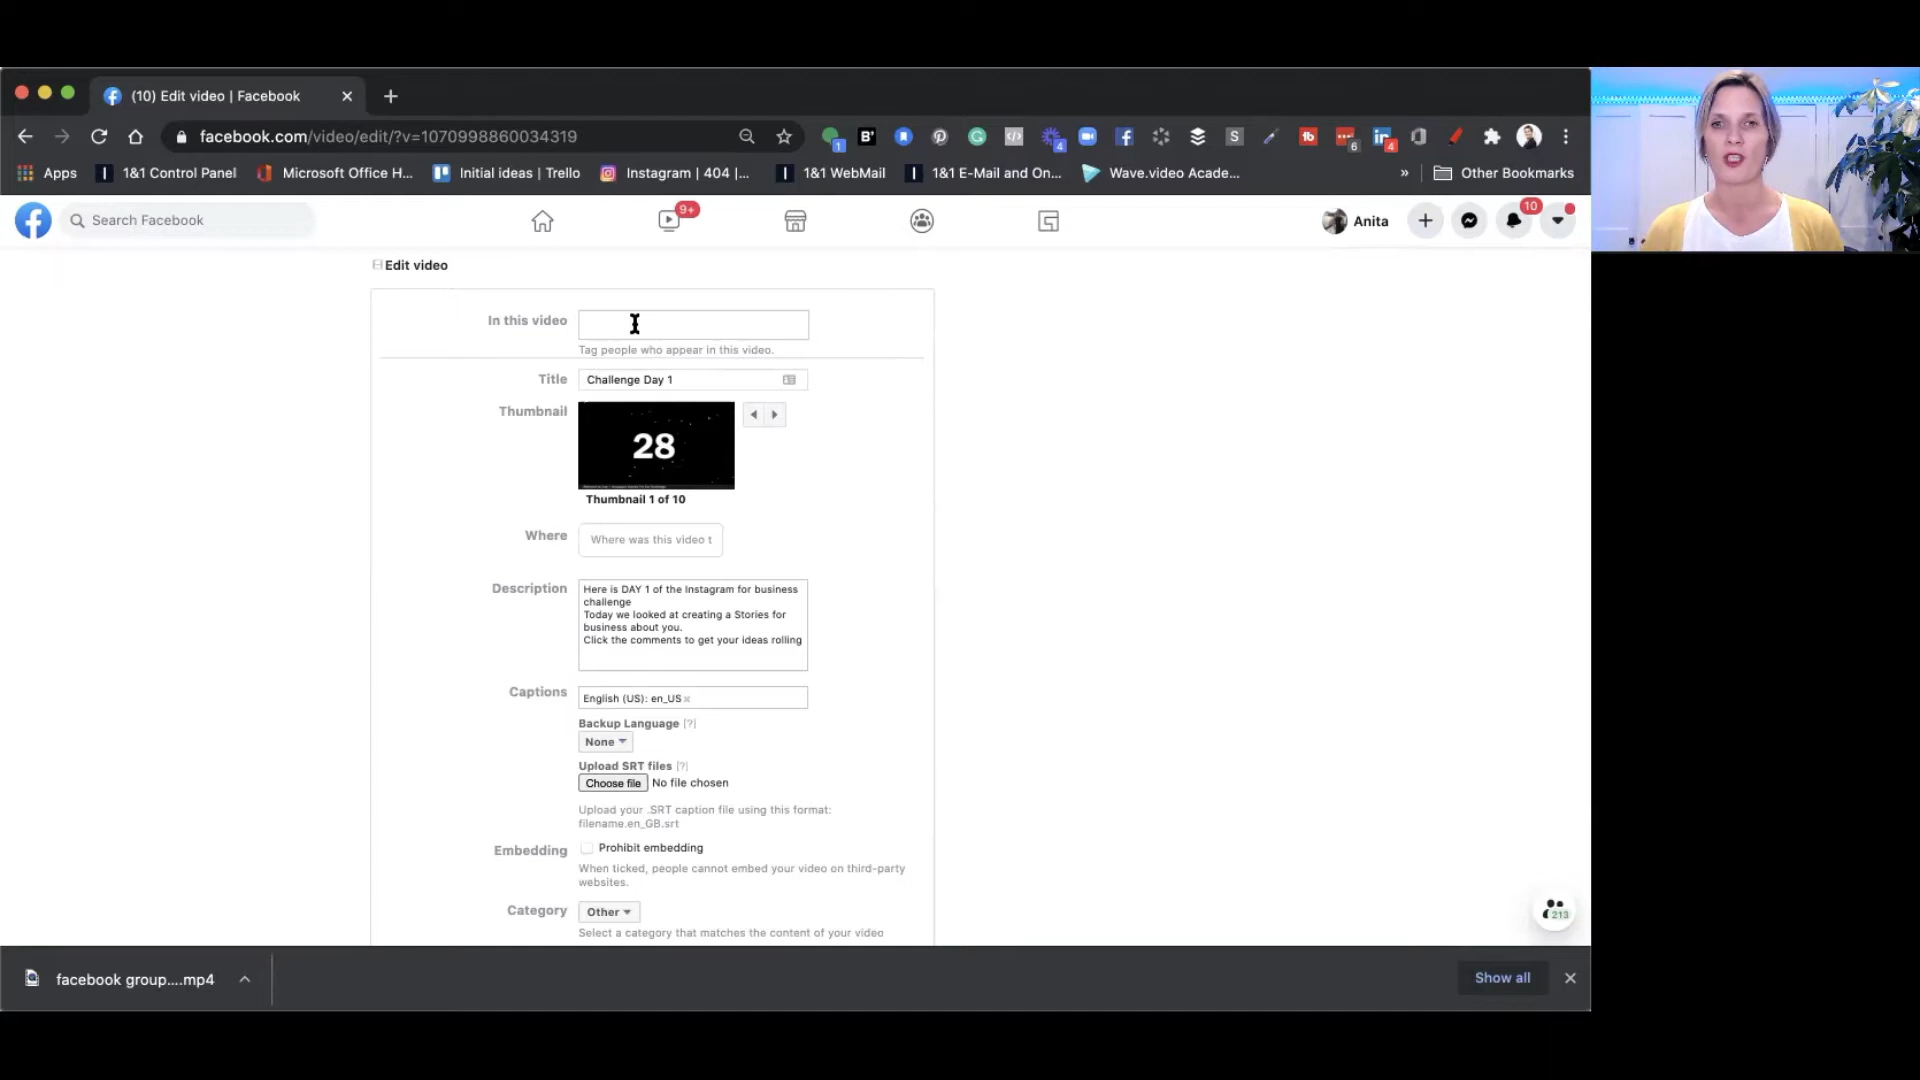 (10) Edit video | Facebook
facebook.com/video/edit/?v=1070998860034319
1
B'
4
S
tb
6
in
4
Apps
1&1 Control Panel
Microsoft Office H...
Initial ideas | Trello
Instagram | 404 |...
1&1 WebMail
1&1 E-Mail and On...
Wave.video Acade...
»
Other Bookmarks
Search Facebook
9+
Anita
10
Edit video
In this video
Tag people who appear in this video.
Title
Challenge Day 1
Thumbnail
28
Thumbnail 1 of 10
Where
Where was this video t
Description
Here is DAY 1 of the Instagram for business
challenge
Today we looked at creating a Stories for
business about you.
Click the comments to get your ideas rolling
Captions
English (US): en_US
Backup Language [?]
None
Upload SRT files [?]
Choose file No file chosen
Upload your .SRT caption file using this format:
filename.en_GB.srt
Embedding
Prohibit embedding
When ticked, people cannot embed your video on third-party
websites.
Category
Other
Select a category that matches the content of your video
213
facebook group....mp4
Show all